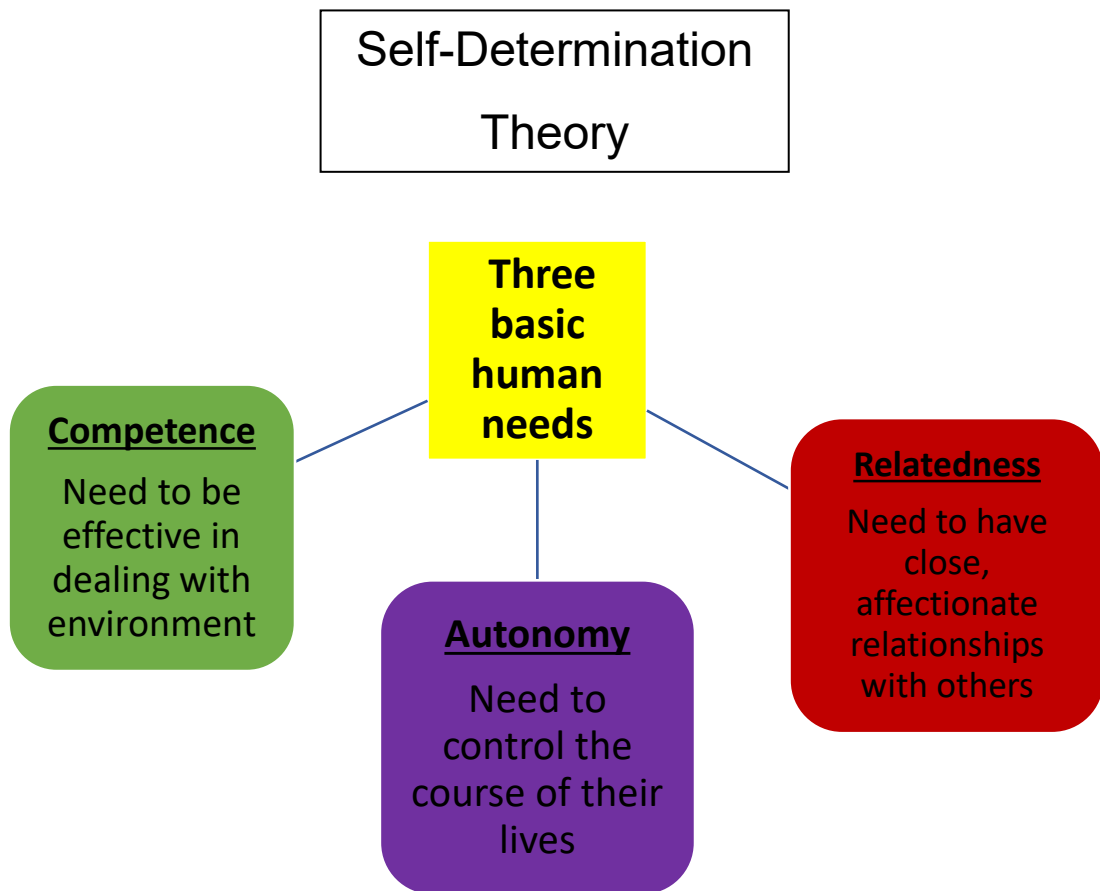 Self-Determination
Theory
Three
basic
human
needs
Competence
Need to be
effective in
dealing with
environment
Autonomy
Need to
control the
course of their
lives
Relatedness
Need to have
close,
affectionate
relationships
with others